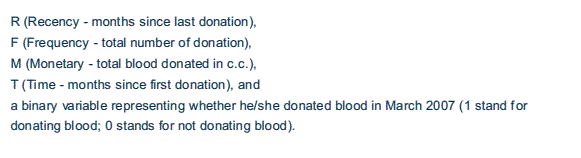 R (Recency - months since last donation),
F (Frequency - total number of donation),
M (Monetary - total blood donated in c.c.),
T (Time - months since first donation), and
a binary variable representing whether he/she donated blood in March 2007 (1 stand for
donating blood; 0 stands for not donating blood).